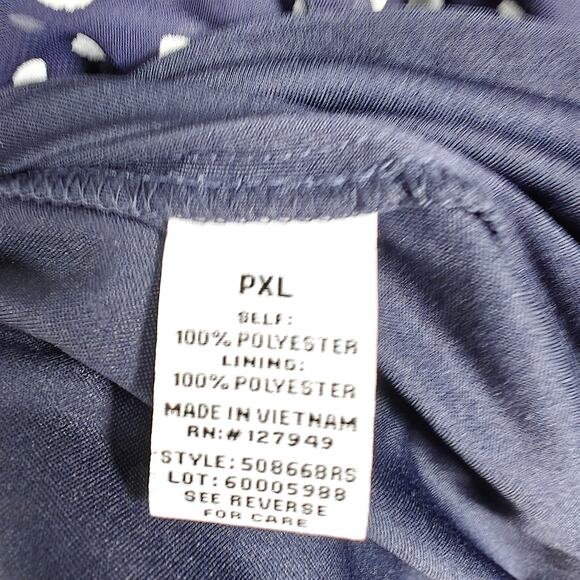 PXL
SELF:
100% POLYESTER
LINING:
100% POLYESTER
MADE IN VIETNAM
RN:# 127949
STYLE: 508668RS
LOT: 60005988
SEE REVERSE
FOR CARE